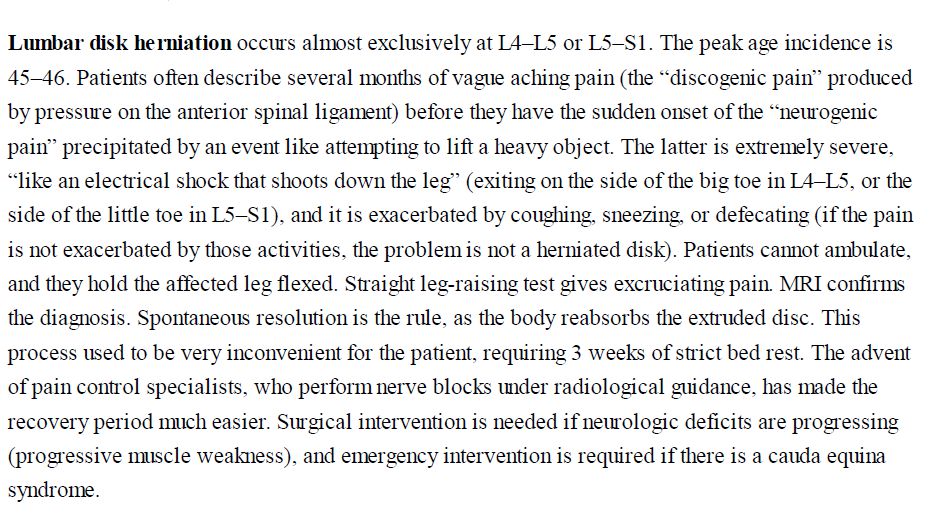 Lumbar disk herniation occurs almost exclusively at L4–L5 or L5–S1. The peak age incidence is
45–46. Patients often describe several months of vague aching pain (the “discogenic pain” produced
by pressure on the anterior spinal ligament) before they have the sudden onset of the “neurogenic
pain” precipitated by an event like attempting to lift a heavy object. The latter is extremely severe,
“like an electrical shock that shoots down the leg” (exiting on the side of the big toe in L4–L5, or the
side of the little toe in L5–S1), and it is exacerbated by coughing, sneezing, or defecating (if the pain
is not exacerbated by those activities, the problem is not a herniated disk). Patients cannot ambulate,
and they hold the affected leg flexed. Straight leg-raising test gives excruciating pain. MRI confirms
the diagnosis. Spontaneous resolution is the rule, as the body reabsorbs the extruded disc. This
process used to be very inconvenient for the patient, requiring 3 weeks of strict bed rest. The advent
of pain control specialists, who perform nerve blocks under radiological guidance, has made the
recovery period much easier. Surgical intervention is needed if neurologic deficits are progressing
(progressive muscle weakness), and emergency intervention is required if there is a cauda equina
syndrome.